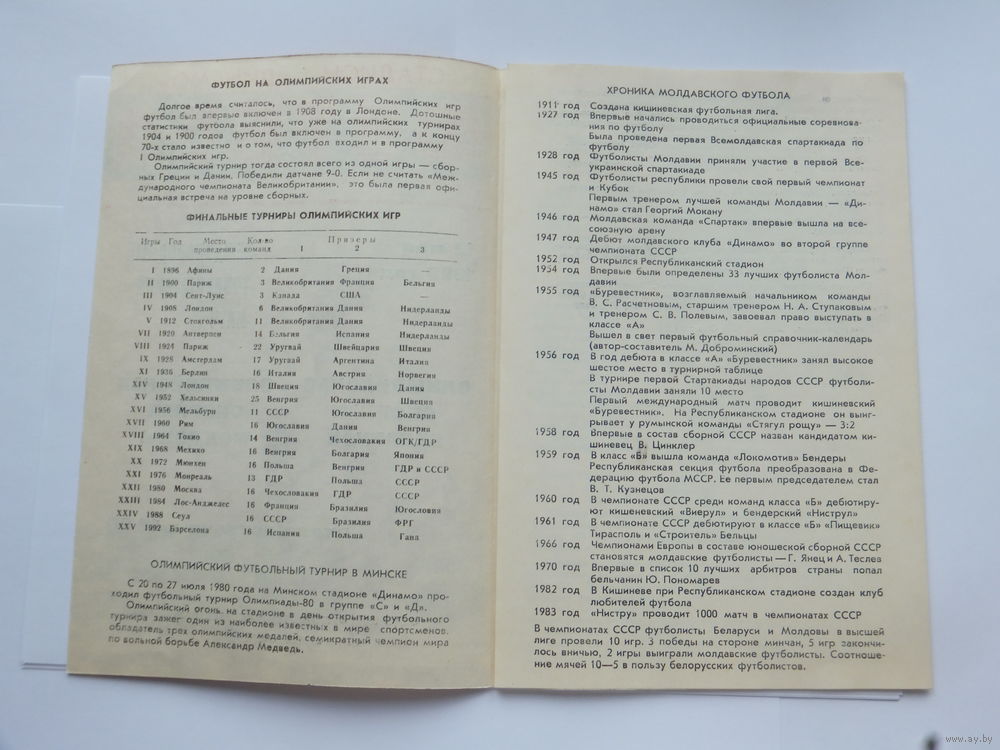 ФУТБОЛ НА ОЛИМПИЙСКИХ ИГРАХ
Долгое время считалось, что в программу Олимпийских игр
футбол был впервые включен в 1908 году в Лондоне. Дотошные
статистики футбола выяснили, что уже на олимпийских турнирах
1904 и 1900 годов футбол был включен в программу, а к концу
70-х стало известно и о том, что футбол входил и в программу
I Олимпийских игр.
Олимпийский турнир тогда состоял всего из одной игры — сбор-
ных Греции и Дании. Победили датчане 9-0. Если не считать «Меж-
дународного чемпионата Великобритании», это была первая офи-
циальная встреча на уровне сборных.
ФИНАЛЬНЫЕ ТУРНИРЫ ОЛИМПИЙСКИХ ИГР
Игры Год Место проведения Кол-во команд Призеры 1 2 3
I 1896 Афины 2 Дания Греция —
II 1900 Париж 3 Великобритания Франция Бельгия
III 1904 Сент-Луис 3 Канада США —
IV 1908 Лондон 6 Великобритания Дания Нидерланды
V 1912 Стокгольм 11 Великобритания Дания Нидерланды
VII 1920 Антверпен 14 Бельгия Испания Нидерланды
VIII 1924 Париж 22 Уругвай Швейцария Швеция
IX 1928 Амстердам 17 Уругвай Аргентина Италия
XI 1936 Берлин 16 Италия Австрия Норвегия
XIV 1948 Лондон 18 Швеция Югославия Дания
XV 1952 Хельсинки 25 Венгрия Югославия Швеция
XVI 1956 Мельбурн 11 СССР Югославия Болгария
XVII 1960 Рим 16 Югославия Дания Венгрия
XVIII 1964 Токио 14 Венгрия Чехословакия ОГК/ГДР
XIX 1968 Мехико 16 Венгрия Болгария Япония
XX 1972 Мюнхен 16 Польша Венгрия ГДР и СССР
XXI 1976 Монреаль 13 ГДР Польша СССР
XXII 1980 Москва 16 Чехославакия ГДР СССР
XXIII 1984 Лос-Анджелес 16 Франция Бразилия Югославия
XXIV 1988 Сеул 16 СССР Бразилия ФРГ
XXV 1992 Барселона 16 Испания Польша Гана
ОЛИМПИЙСКИЙ ФУТБОЛЬНЫЙ ТУРНИР В МИНСКЕ
С 20 по 27 июля 1980 года на Минском стадионе «Динамо» про-
ходил футбольный турнир Олимпиады-80 в группе «С» и «Д».
Олимпийский огонь на стадионе в день открытия футбольного
турнира зажег один из наиболее известных в мире спортсменов,
обладатель трех олимпийских медалей, семикратный чемпион мира
по вольной борьбе Александр Медведь.
ХРОНИКА МОЛДАВСКОГО ФУТБОЛА
1911 год Создана кишиневская футбольная лига.
1927 год Впервые начались проводиться официальные соревнова-
ния по футболу
Была проведена первая Всемолдавская спартакиада по
футболу
1928 год Футболисты Молдавии приняли участие в первой Все-
украинской спартакиаде
1945 год Футболисты республики провели свой первый чемпионат
и Кубок
Первым тренером лучшей команды Молдавии — «Ди-
намо» стал Георгий Мокану
1946 год Молдавская команда «Спартак» впервые вышла на все-
союзную арену
1947 год Дебют молдавского клуба «Динамо» во второй группе
чемпионата СССР
1952 год Открылся Республиканский стадион
1954 год Впервые были определены 33 лучших футболиста Мол-
давии
1955 год «Буревестник», возглавляемый начальником команды
В. С. Расчетновым, старшим тренером Н. А. Ступаковым
и тренером С. В. Полевым, завоевал право выступать в
классе «А»
Вышел в свет первый футбольный справочник-календарь
(автор-составитель М. Доброминский)
1956 год В год дебюта в классе «А» «Буревестник» занял высокое
шестое место в турнирной таблице
В турнире первой Стартакиады народов СССР футболи-
сты Молдавии заняли 10 место
Первый международный матч проводит кишиневский
«Буревестник». На Республиканском стадионе он выиг-
рывает у румынской команды «Стягул рощу» — 3:2
1958 год Впервые в состав сборной СССР назван кандидатом ки-
шиневец В. Цинклер
1959 год В класс «Б» вышла команда «Локомотив» Бендеры
Республиканская секция футбола преобразована в Фе-
дерацию футбола МССР. Ее первым председателем стал
В. Т. Кузнецов
1960 год В чемпионате СССР среди команд класса «Б» дебютиру-
ют кишеневский «Виерул» и бендерский «Ниструл»
1961 год В чемпионате СССР дебютируют в классе «Б» «Пищевик»
Тирасполь и «Строитель» Бельцы
1966 год Чемпионами Европы в составе юношеской сборной СССР
становятся молдавские футболисты — Г. Янец и А. Теслев
1970 год Впервые в список 10 лучших арбитров страны попал
бельчанин Ю. Пономарев
1982 год В Кишиневе при Республиканском стадионе создан клуб
любителей футбола
1983 год «Нистру» проводит 1000 матч в чемпионатах СССР
В чемпионатах СССР футболисты Беларуси и Молдовы в высшей
лиге провели 10 игр. 3 победы на стороне минчан, 5 игр закончи-
лось вничью, 2 игры выиграли молдавские футболисты. Соотноше-
ние мячей 10—5 в пользу белорусских футболистов.
www.ay.by